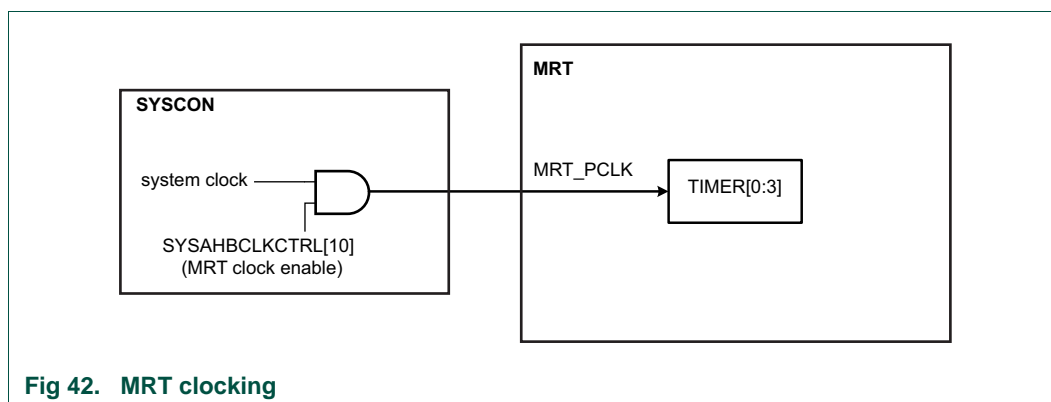 MRT
SYSCON
system clock
MRT_PCLK
TIMER[0:3]
SYSAHBCLKCTRL[10]
(MRT clock enable)
Fig 42. MRT clocking